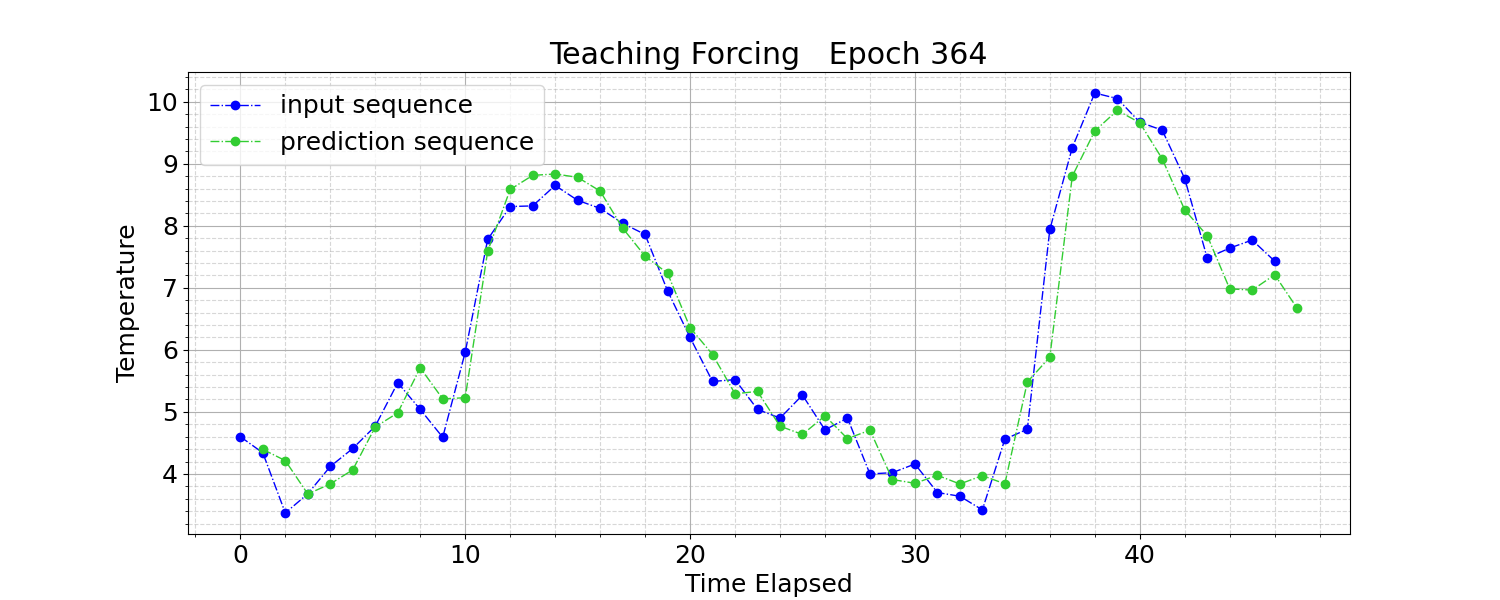 Teaching Forcing   Epoch 364
input sequence
prediction sequence
10
9
8
7
6
5
4
Temperature
0 10 20 30 40
Time Elapsed